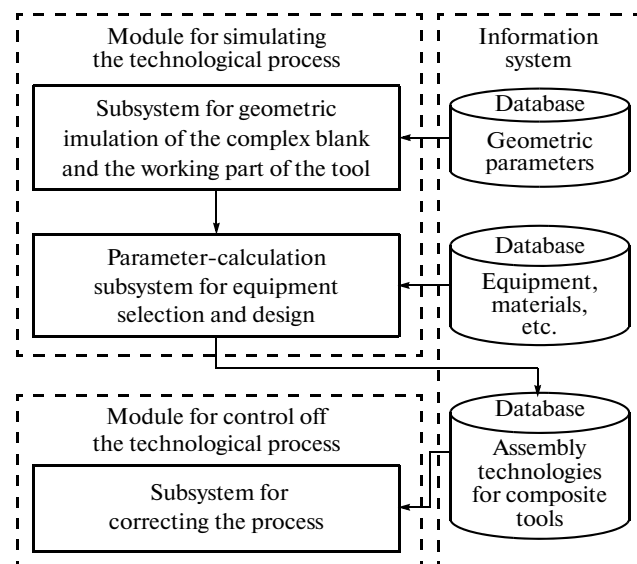 Module for simulating
the technological process
Subsystem for geometric
imulation of the complex blank
and the working part of the tool
Parameter-calculation
subsystem for equipment
selection and design
Module for control off
the technological process
Subsystem for
correcting the process
Information
system
Database
Geometric
parameters
Database
Equipment,
materials,
etc.
Database
Assembly
technologies
for composite
tools